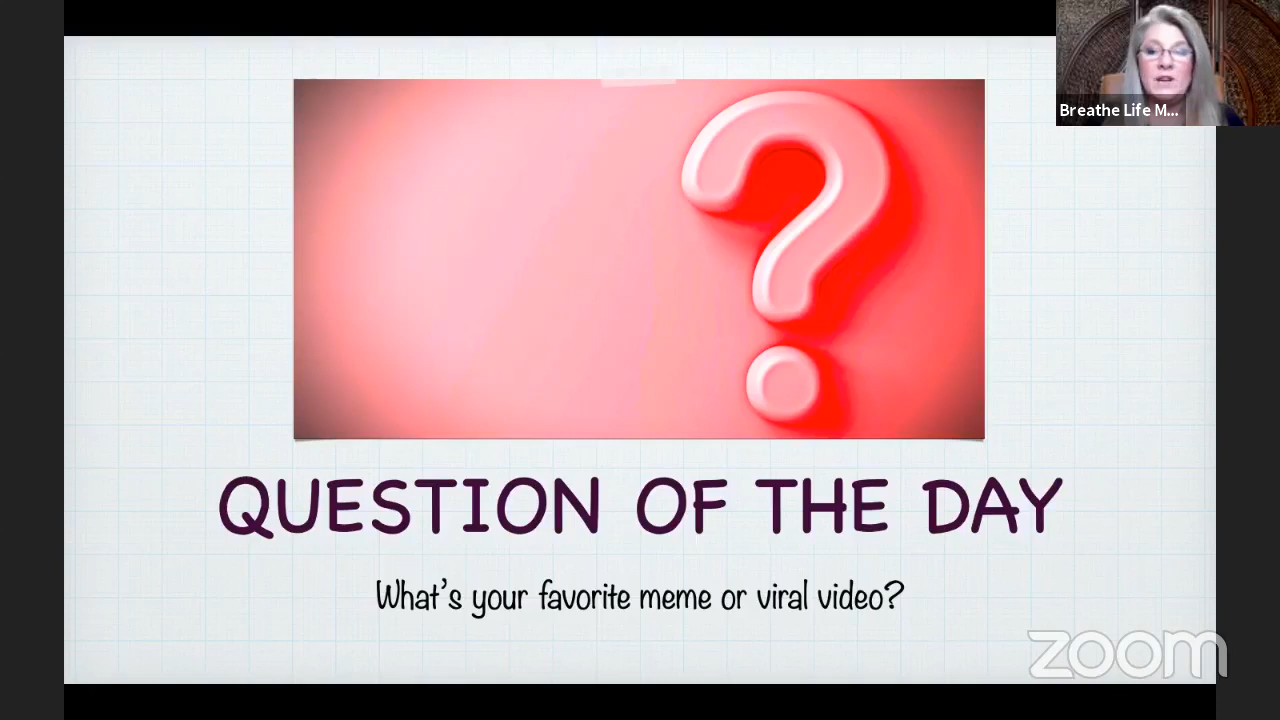 Breathe Life M...
QUESTION OF THE DAY
What's your favorite meme or viral video?
zoom